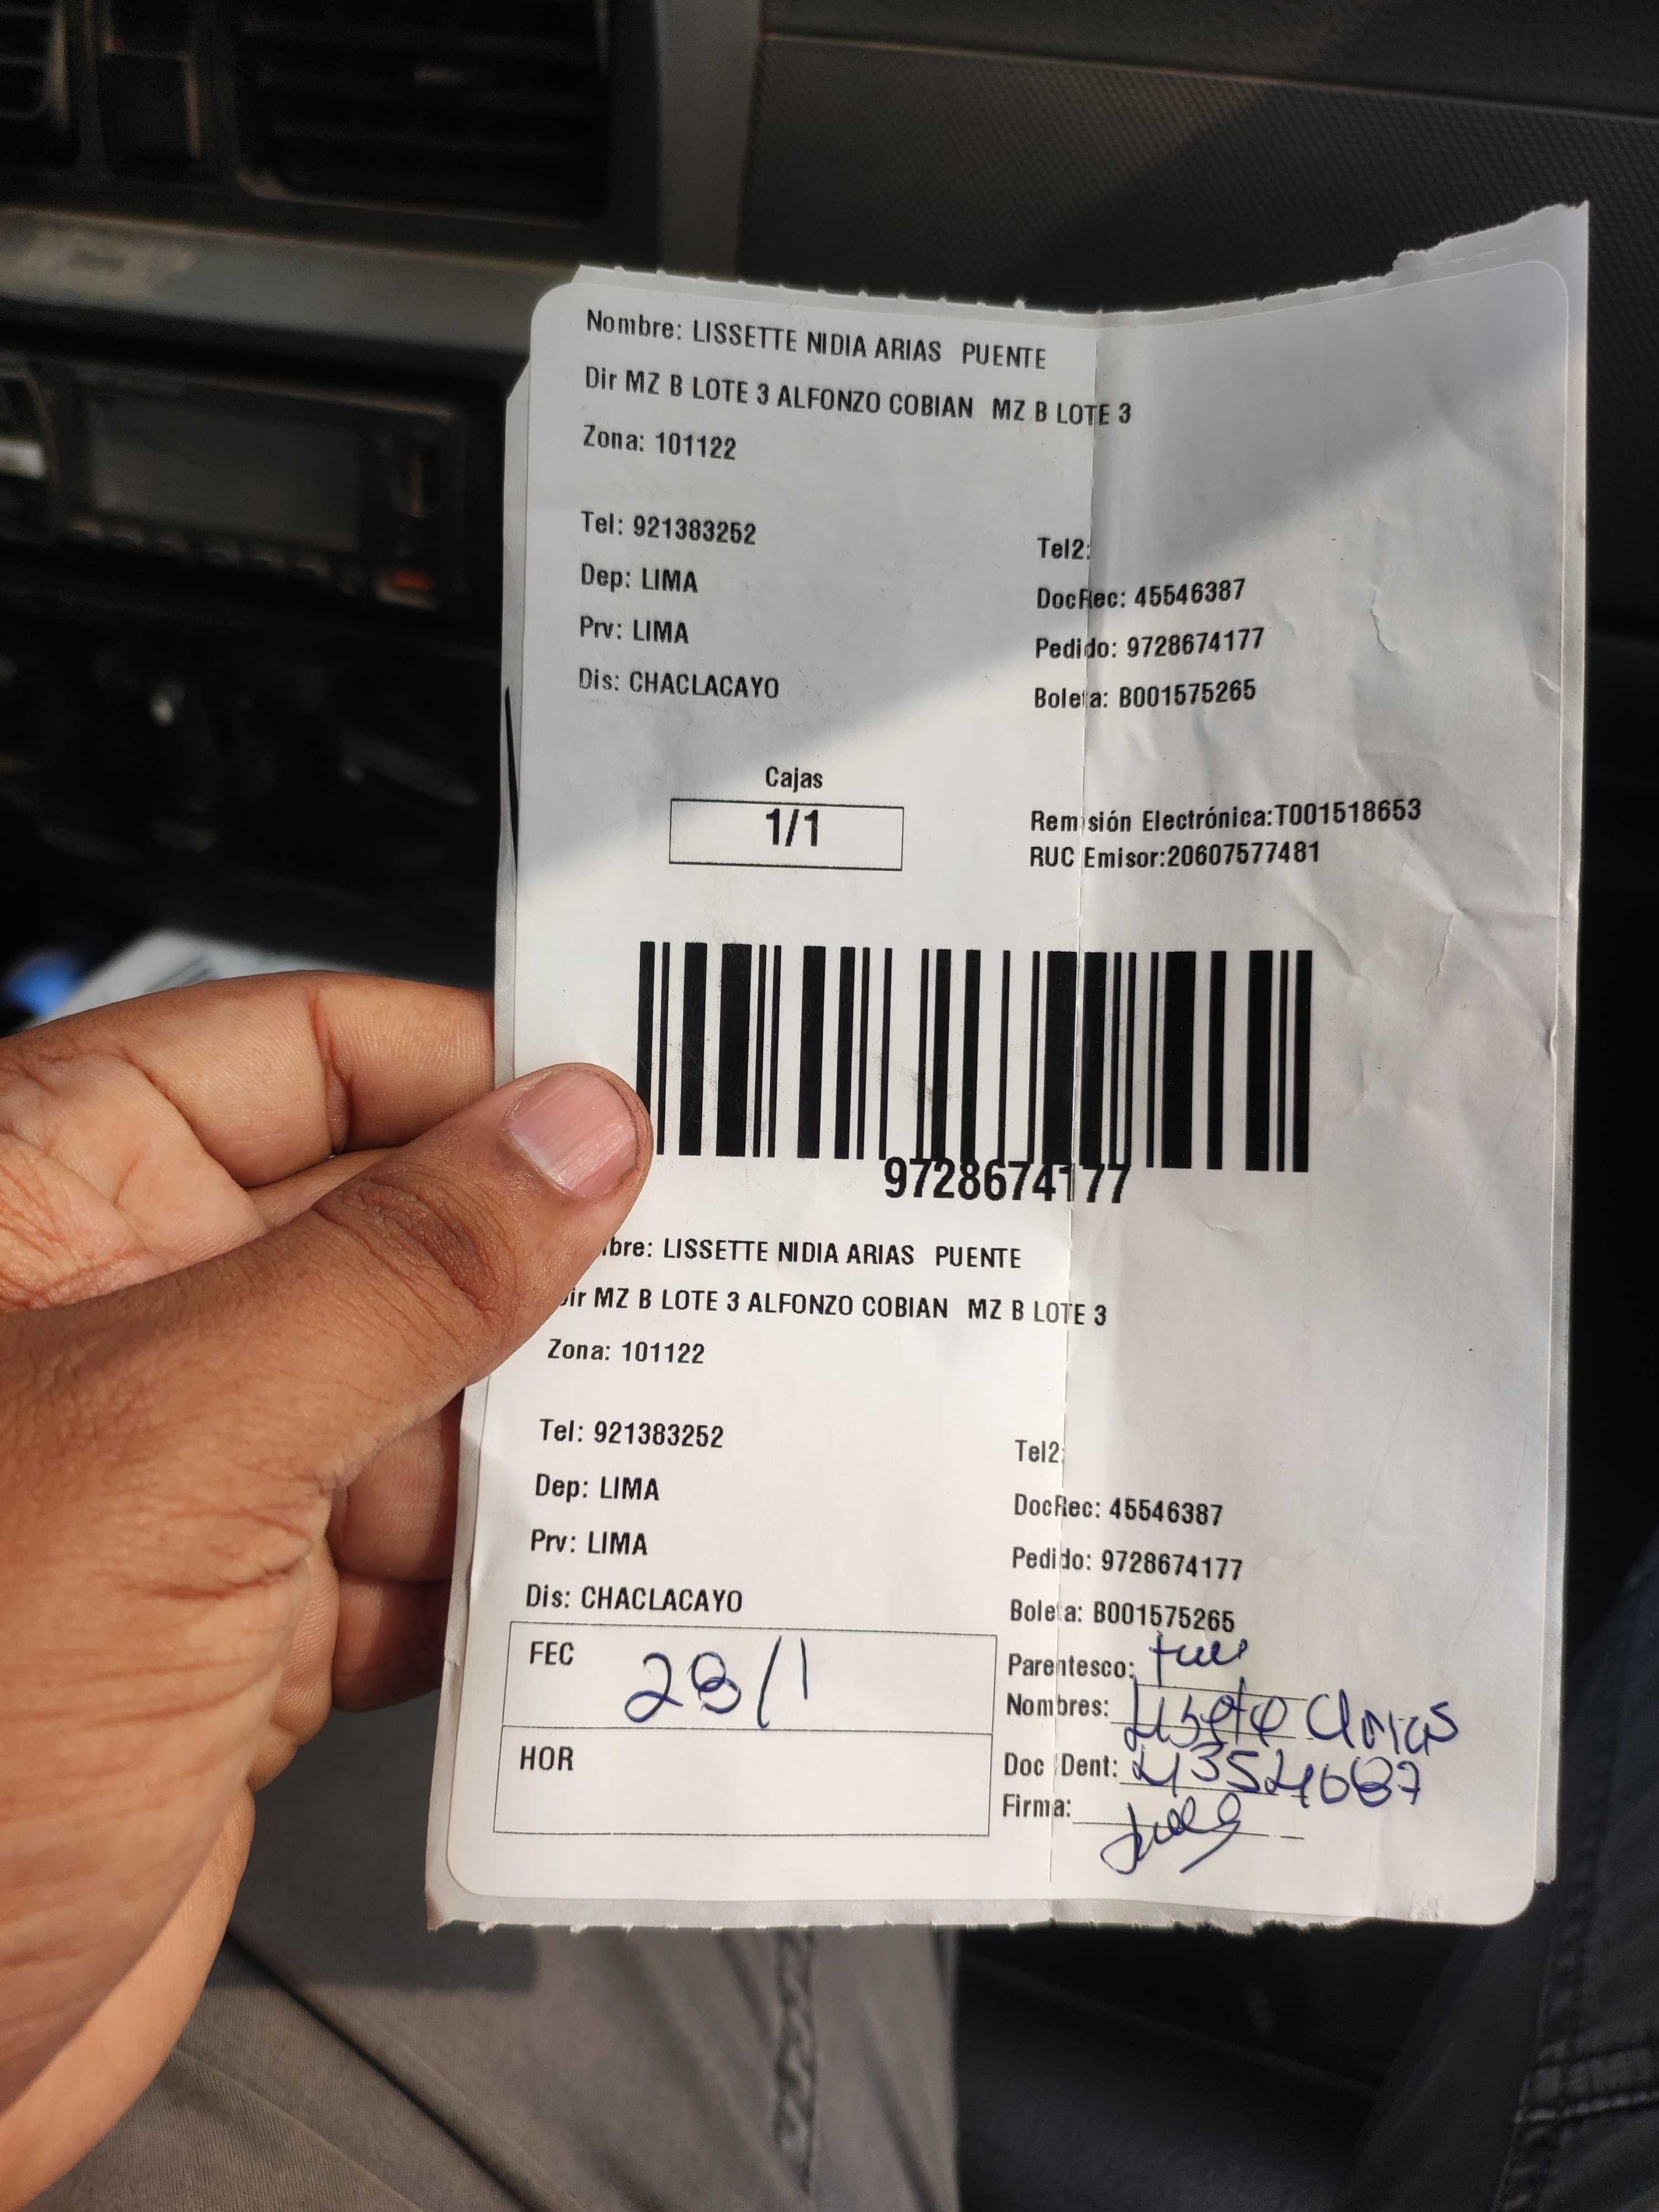 Nombre: LISSETTE NIDIA ARIAS PUENTE
Dir MZ B LOTE 3 ALFONZO COBIAN MZ B LOTE 3
Zona: 101122
Tel: 921383252 Tel2:
Dep: LIMA DocRec: 45546387
Prv: LIMA Pedido: 9728674177
Dis: CHACLACAYO Boleta: B001575265
Cajas
1/1
Remisión Electrónica:T001518653
RUC Emisor:20607577481
9728674177
bre: LISSETTE NIDIA ARIAS PUENTE
Dir MZ B LOTE 3 ALFONZO COBIAN MZ B LOTE 3
Zona: 101122
Tel: 921383252 Tel2:
Dep: LIMA DocRec: 45546387
Prv: LIMA Pedido: 9728674177
Dis: CHACLACAYO Boleta: B001575265
FEC 28/1
HOR
Parentesco:
Nombres: Lisete Arias
Doc Dent:
Firma: